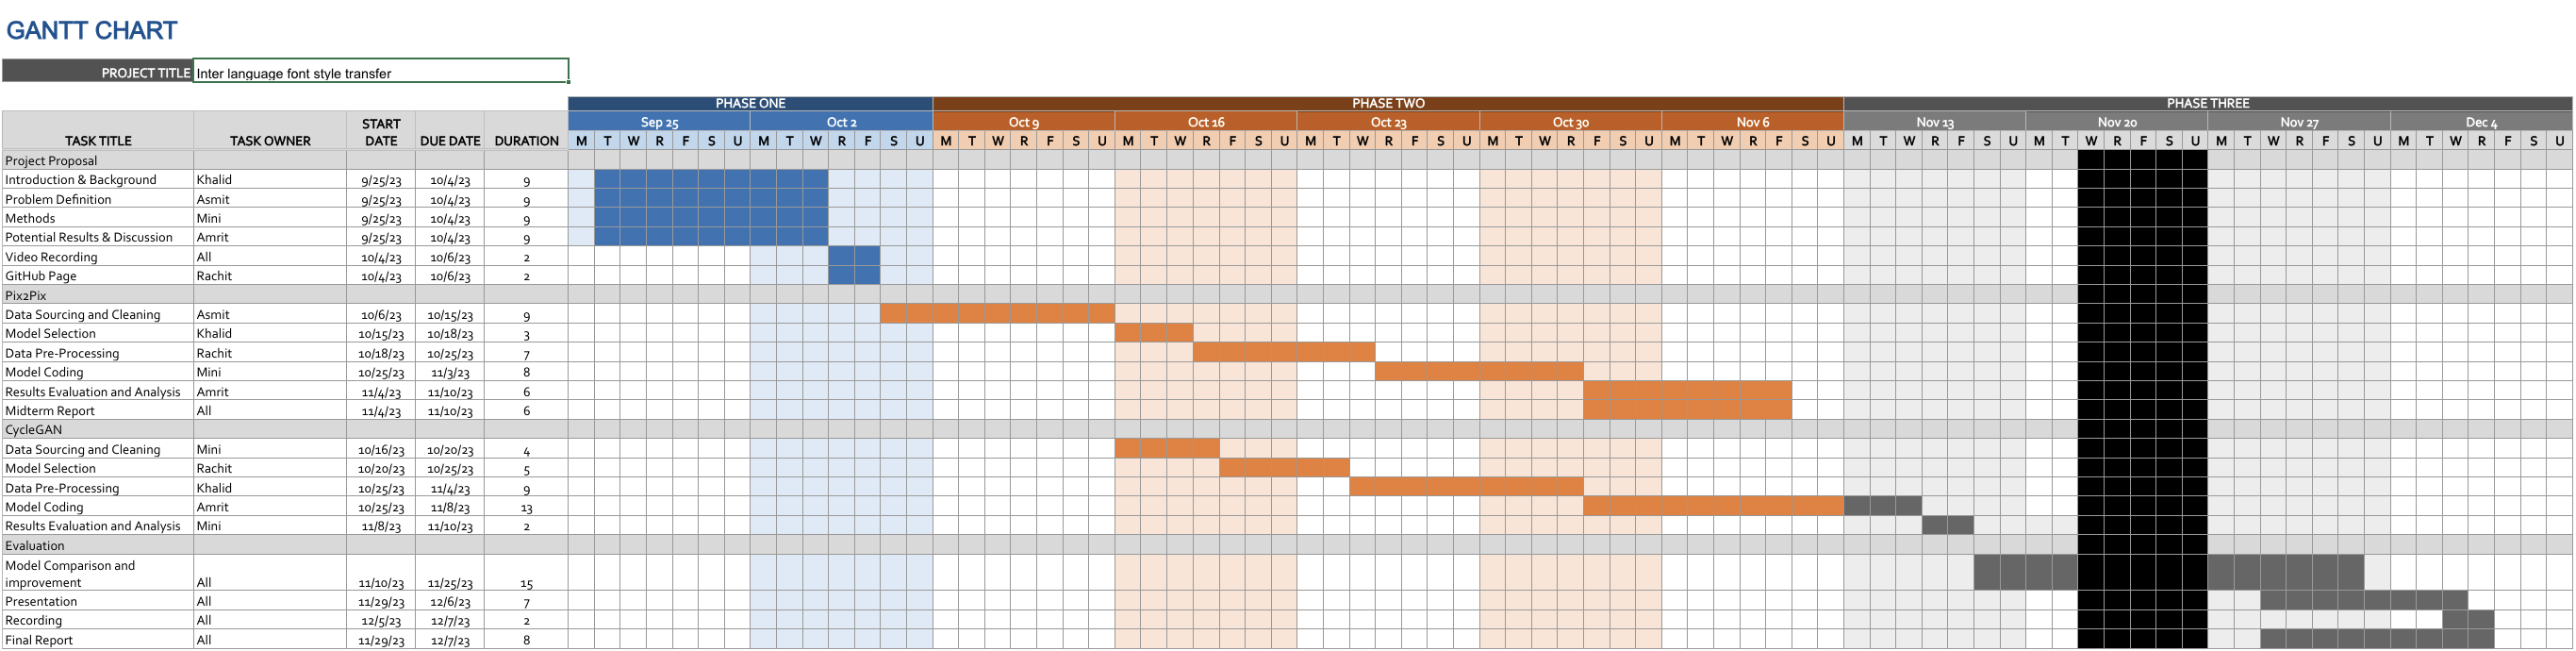 GANTT CHART
PROJECT TITLE Inter language font style transfer
PHASE ONE PHASE TWO PHASE THREE
Sep 25 Oct 2 Oct 9 Oct 16 Oct 23 Oct 30 Nov 6 Nov 13 Nov 20 Nov 27 Dec 4
TASK TITLE TASK OWNER START DATE DUE DATE DURATION M T W R F S U M T W R F S U M T W R F S U M T W R F S U M T W R F S U M T W R F S U M T W R F S U M T W R F S U M T W R F S U M T W R F S U M T W R F S U
Project Proposal
Introduction & Background Khalid 9/25/23 10/4/23 9
Problem Definition Asmit 9/25/23 10/4/23 9
Methods Mini 9/25/23 10/4/23 9
Potential Results & Discussion Amrit 9/25/23 10/4/23 9
Video Recording All 10/4/23 10/6/23 2
GitHub Page Rachit 10/4/23 10/6/23 2
Pix2Pix
Data Sourcing and Cleaning Asmit 10/6/23 10/15/23 9
Model Selection Khalid 10/15/23 10/18/23 3
Data Pre-Processing Rachit 10/18/23 10/25/23 7
Model Coding Mini 10/25/23 11/3/23 8
Results Evaluation and Analysis Amrit 11/4/23 11/10/23 6
Midterm Report All 11/4/23 11/10/23 6
CycleGAN
Data Sourcing and Cleaning Mini 10/16/23 10/20/23 4
Model Selection Rachit 10/20/23 10/25/23 5
Data Pre-Processing Khalid 10/25/23 11/4/23 9
Model Coding Amrit 10/25/23 11/8/23 13
Results Evaluation and Analysis Mini 11/8/23 11/10/23 2
Evaluation
Model Comparison and
improvement All 11/10/23 11/25/23 15
Presentation All 11/29/23 12/6/23 7
Recording All 12/5/23 12/7/23 2
Final Report All 11/29/23 12/7/23 8